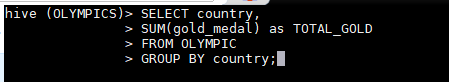 hive (OLYMPICS)> SELECT country,
> SUM(gold_medal) as TOTAL_GOLD
> FROM OLYMPIC
> GROUP BY country;